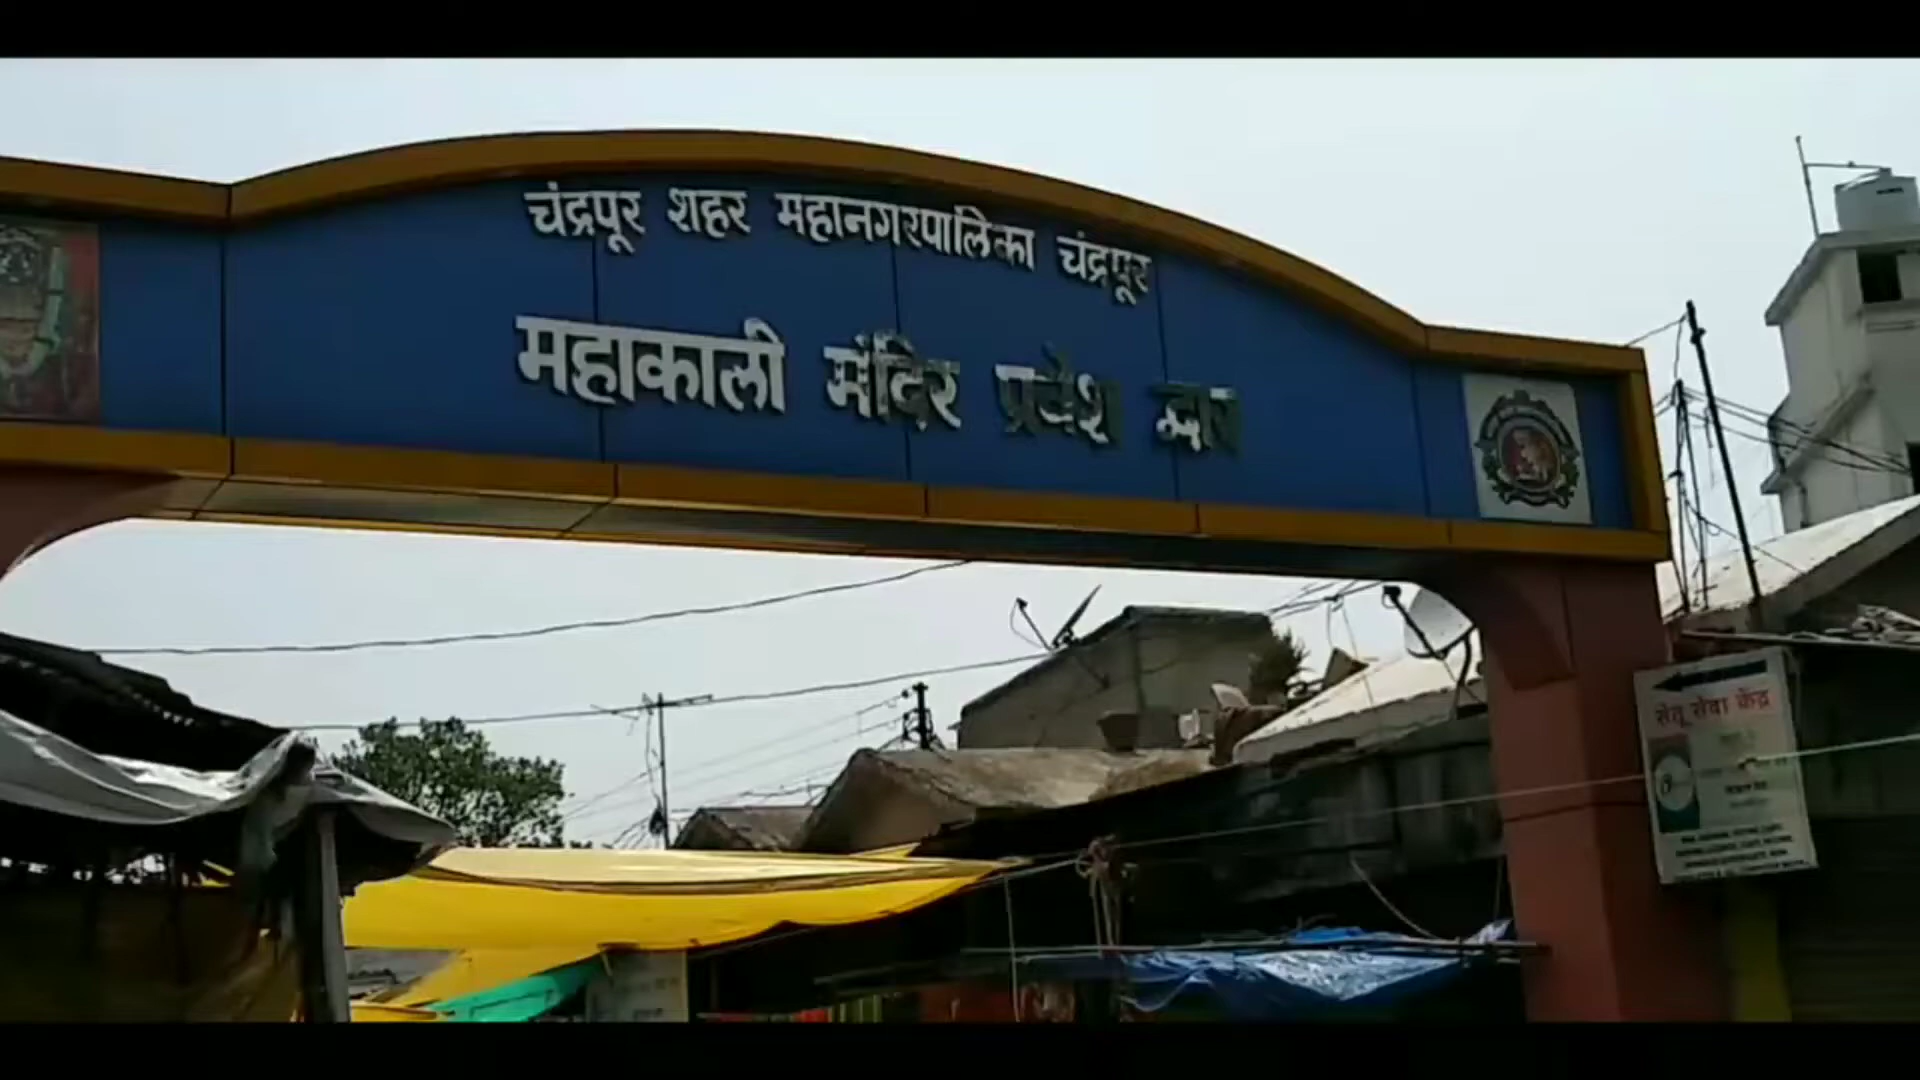 चंद्रपूर शहर महानगरपालिका चंद्रपूर
महाकाली मंदिर प्रवेश द्वार
सेतू सेवा केंद्र